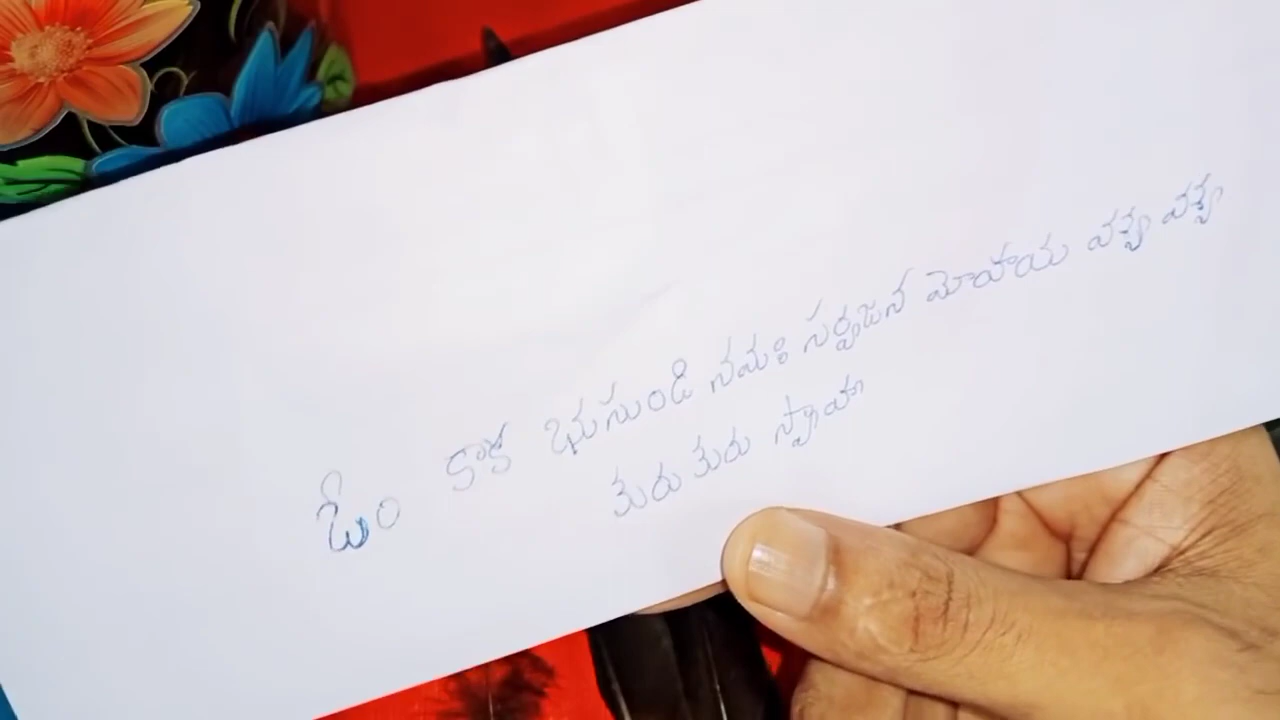 ఓం కాక భుసుండి నమః సర్వజన మోహాయ వశ్య వశ్య
కురు కురు స్వాహా